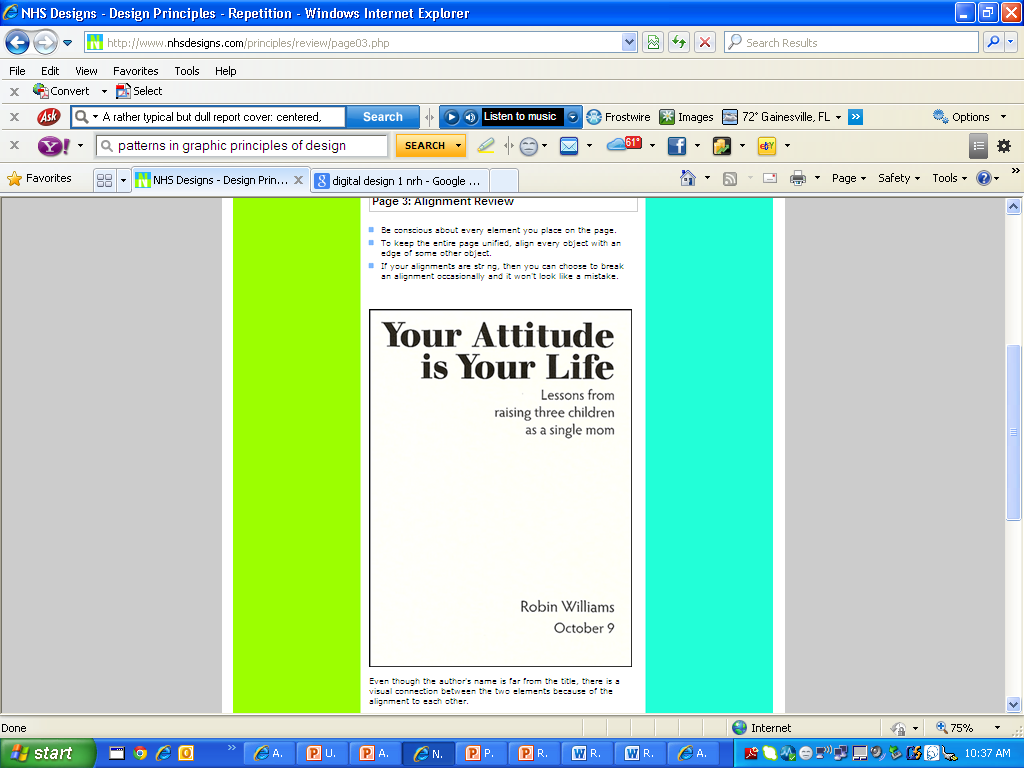 NHS Designs - Design Principles - Repetition - Windows Internet Explorer
http://www.nhsdesigns.com/principles/review/page03.php
Search Results
File Edit View Favorites Tools Help
x Convert Select
x Ask A rather typical but dull report cover: centered, Search Listen to music Frostwire Images 72° Gainesville, FL » Options
x Y! patterns in graphic principles of design SEARCH 61°
Favorites NHS Designs - Design Prin... X digital design 1 nrh - Google ... Page Safety Tools »
Page 3: Alignment Review
Be conscious about every element you place on the page.
To keep the entire page unified, align every object with an
edge of some other object.
If your alignments are str ng, then you can choose to break
an alignment occasionally and it won't look like a mistake.
Your Attitude
is Your Life
Lessons from
raising three children
as a single mom
Robin Williams
October 9
Even though the author's name is far from the title, there is a
visual connection between the two elements because of the
alignment to each other.
Done Internet 75%
start » A. U. A. N. P. R. R. R. A. 10:37 AM